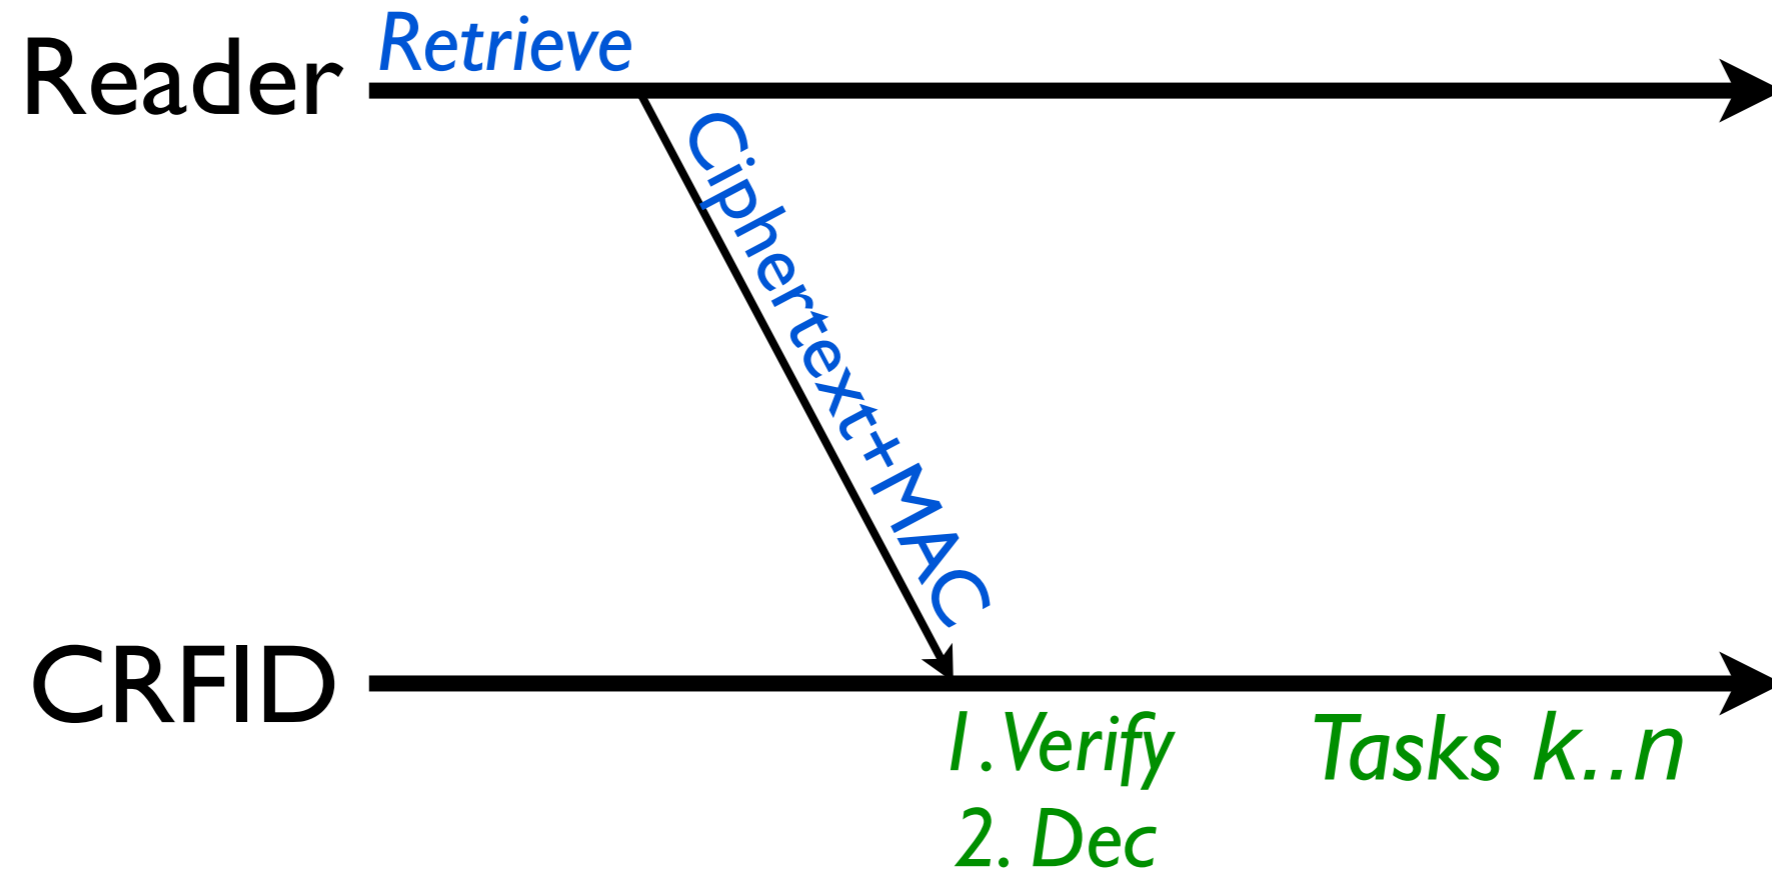 Reader
Retrieve
Ciphertext+MAC
CRFID
1. Verify
2. Dec
Tasks k..n